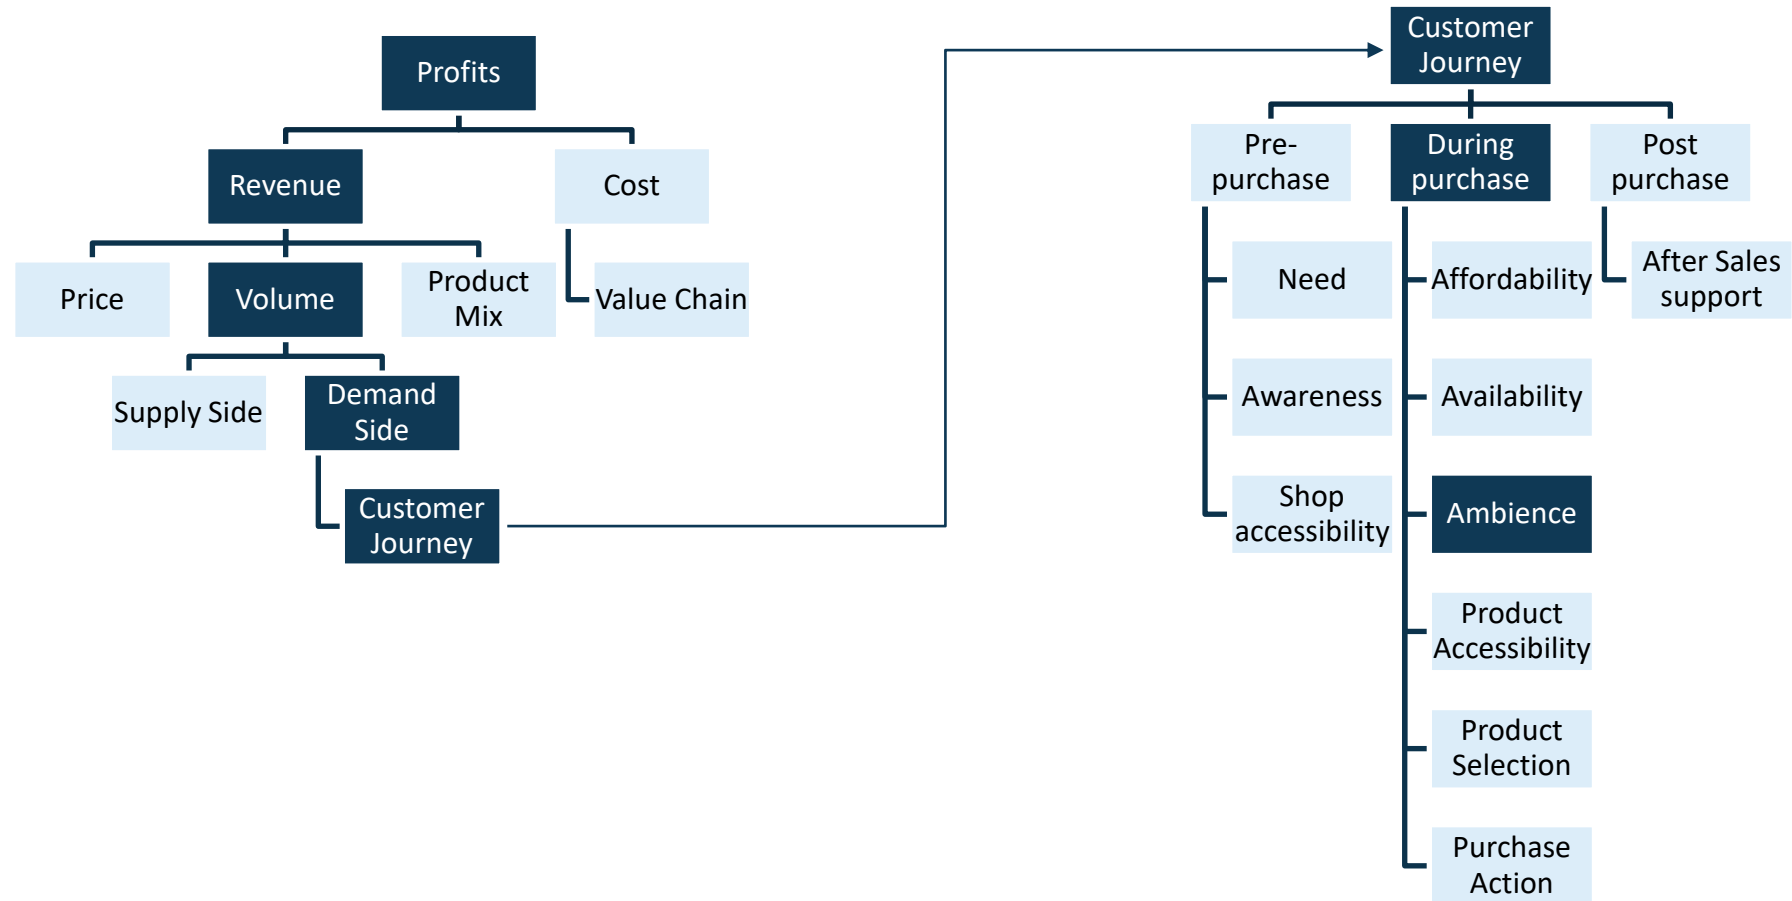 Profits
Revenue
Cost
Price
Volume
Product
Mix
Value Chain
Supply Side
Demand
Side
Customer
Journey
Customer
Journey
Pre-
purchase
During
purchase
Post
purchase
Need
Awareness
Shop
accessibility
Affordability
Availability
Ambience
Product
Accessibility
Product
Selection
Purchase
Action
After Sales
support